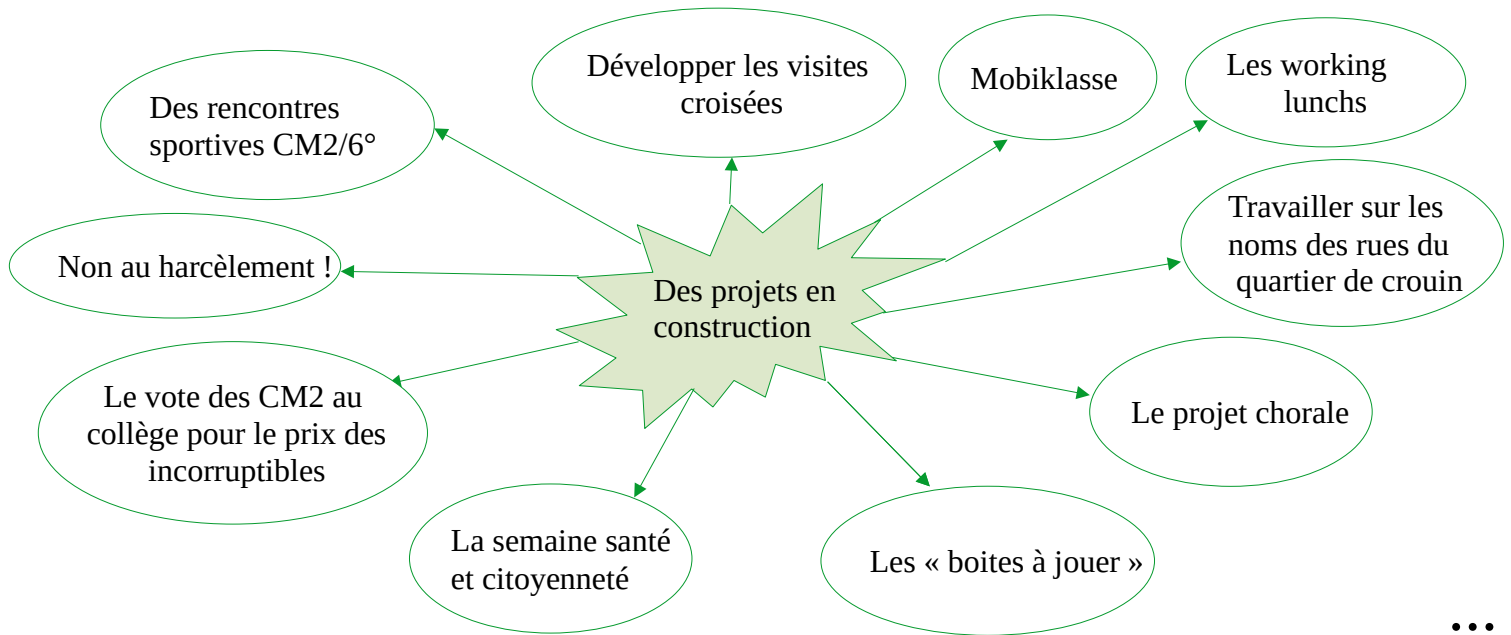 Développer les visites
croisées
Mobiklasse
Les working
lunchs
Des rencontres
sportives CM2/6°
Travailler sur les
noms des rues du
quartier de crouin
Non au harcèlement !
Des projets en
construction
Le vote des CM2 au
collège pour le prix des
incorruptibles
Le projet chorale
La semaine santé
et citoyenneté
Les « boites à jouer »
...